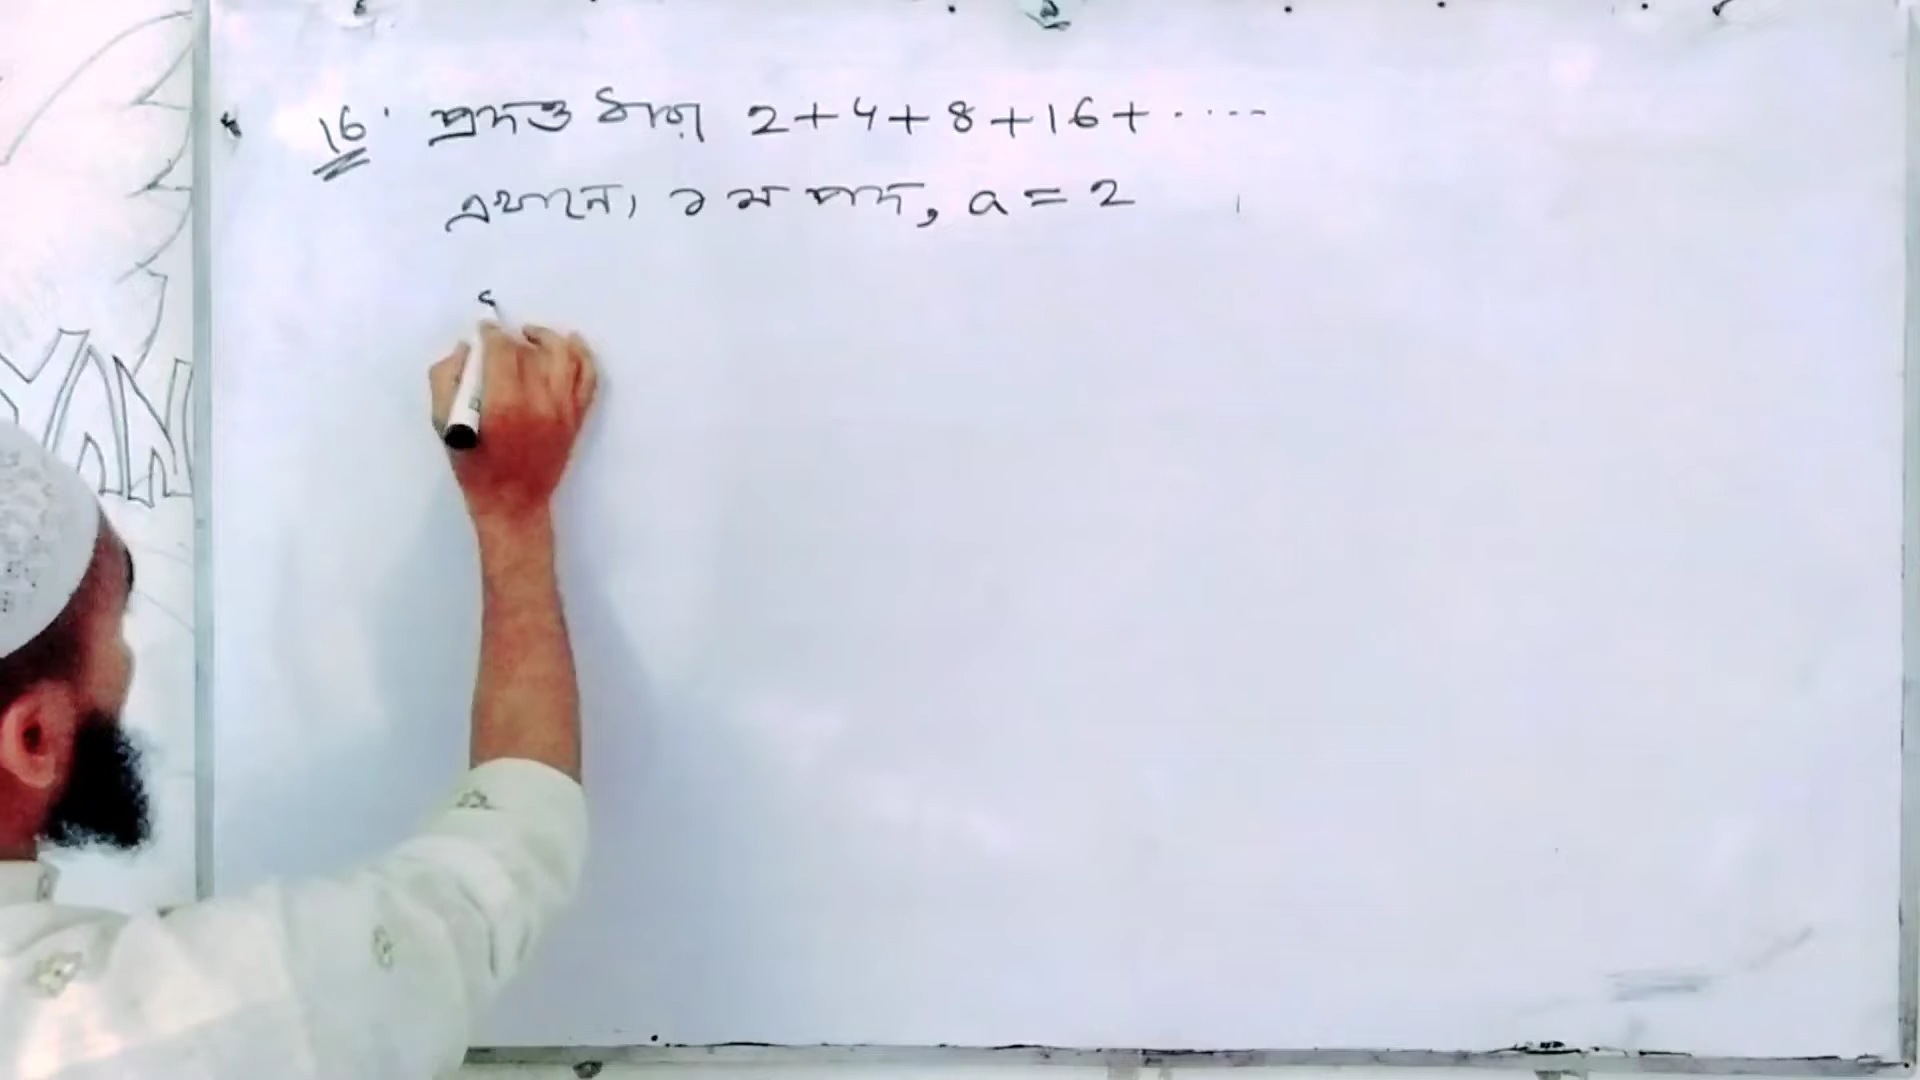 16. প্রদত্ত ধারা 2+4+8+16+.....
এখানে, ১ম পদ, a = 2